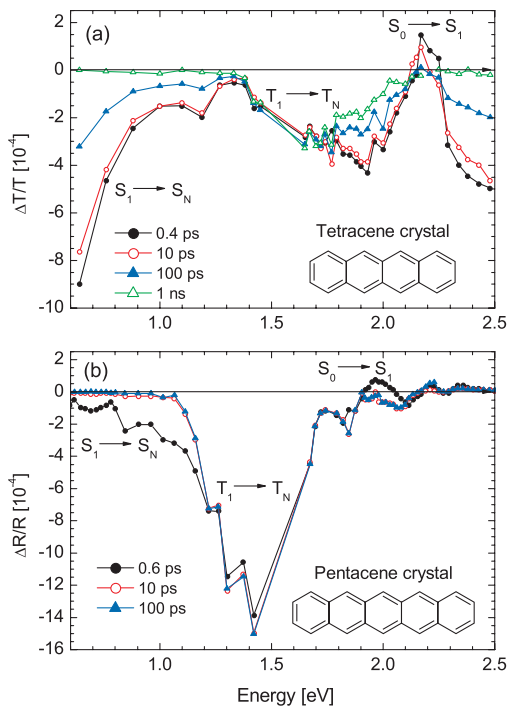 (a)
S0 → S1
T1 → TN
S1 → SN
0.4 ps
10 ps
100 ps
1 ns
Tetracene crystal
ΔT/T [10-4]
2
0
-2
-4
-6
-8
-10
1.0
1.5
2.0
2.5
(b)
S0 → S1
S1 → SN
T1 → TN
0.6 ps
10 ps
100 ps
Pentacene crystal
ΔR/R [10-4]
2
0
-2
-4
-6
-8
-10
-12
-14
-16
1.0
1.5
2.0
2.5
Energy [eV]